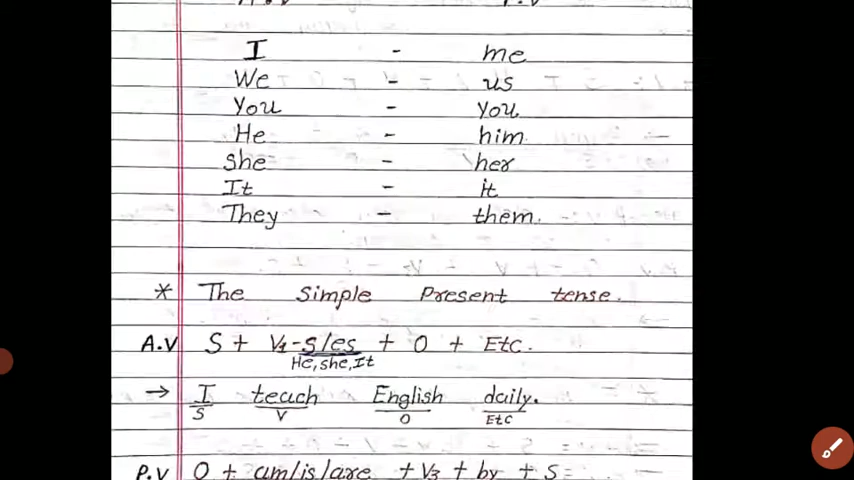 I - me
We - us
You - you
He - him
she - her
It - it
They - them.
* The Simple Present tense.
A.V S + V1-s/es + O + Etc.
He, she, It
→ I teach English daily.
S V O Etc
P.V O + am/is/are + V3 + by + S